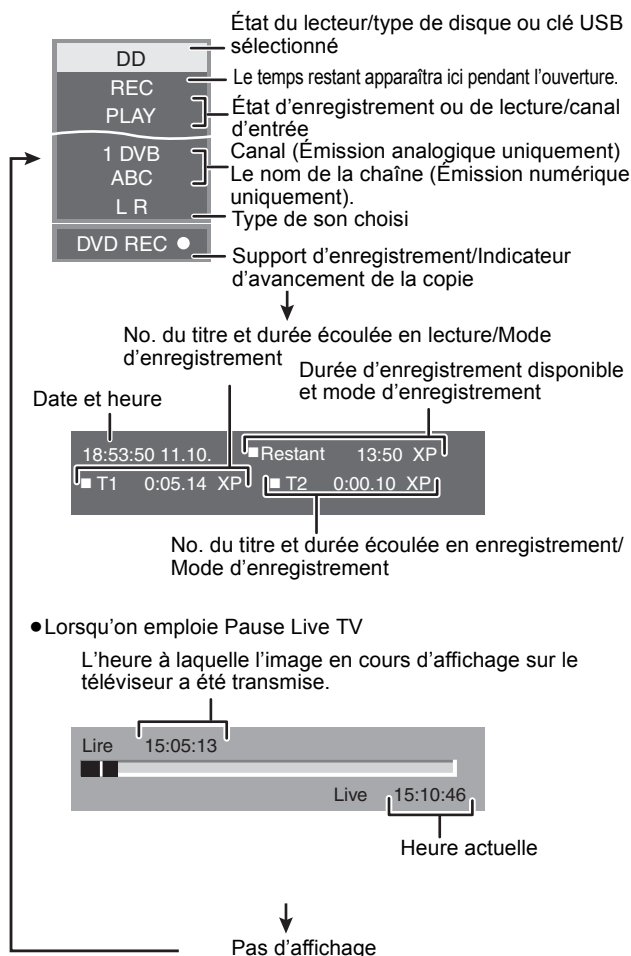 État du lecteur/type de disque ou clé USB
sélectionné
DD
REC
Le temps restant apparaîtra ici pendant l'ouverture.
PLAY
État d'enregistrement ou de lecture/canal
d'entrée
1 DVB
ABC
Canal (Émission analogique uniquement)
Le nom de la chaîne (Émission numérique
uniquement).
L R
Type de son choisi
DVD REC ●
Support d'enregistrement/Indicateur
d'avancement de la copie
No. du titre et durée écoulée en lecture/Mode
d'enregistrement
Durée d'enregistrement disponible
et mode d'enregistrement
Date et heure
18:53:50 11.10. ■Restant 13:50 XP
■ T1 0:05.14 XP ■ T2 0:00.10 XP
No. du titre et durée écoulée en enregistrement/
Mode d'enregistrement
●Lorsqu'on emploie Pause Live TV
L'heure à laquelle l'image en cours d'affichage sur le
téléviseur a été transmise.
Lire 15:05:13
Live 15:10:46
Heure actuelle
Pas d'affichage